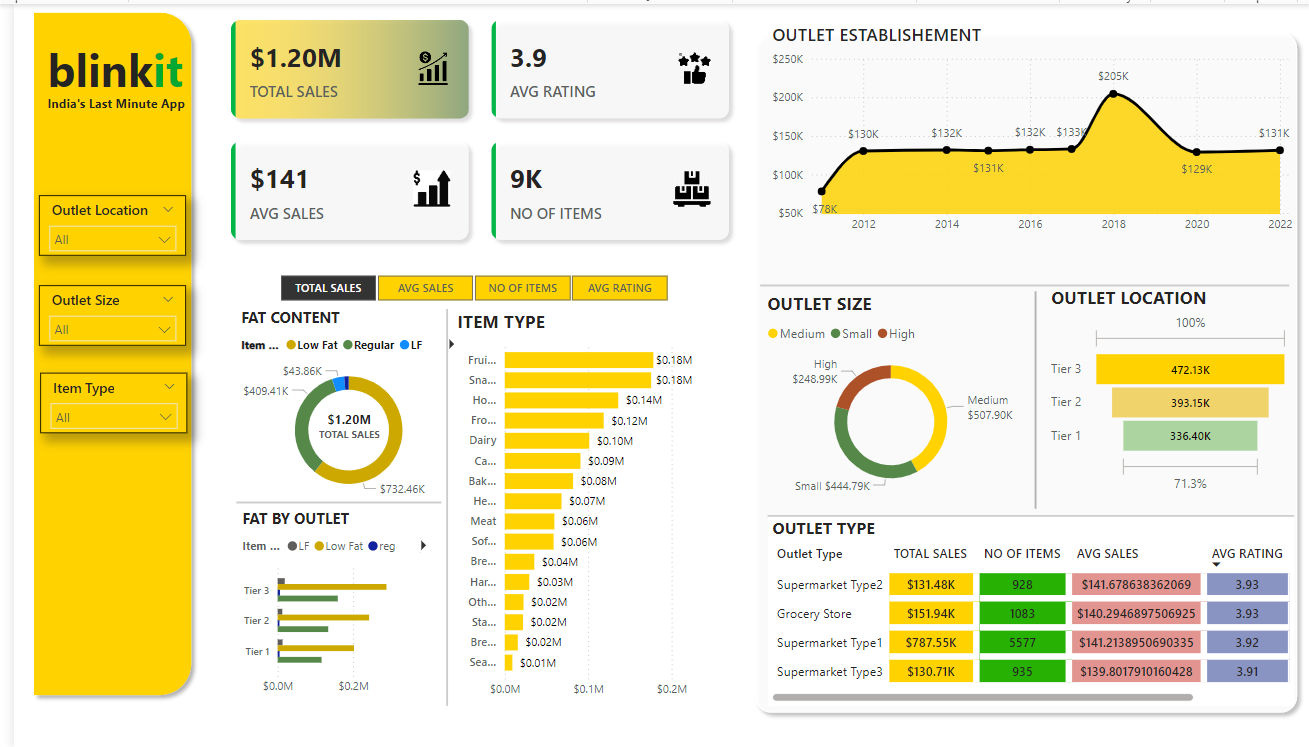 blinkit
India's Last Minute App
Outlet Location
All
Outlet Size
All
Item Type
All
$1.20M
TOTAL SALES
3.9
AVG RATING
$141
AVG SALES
9K
NO OF ITEMS
TOTAL SALES AVG SALES NO OF ITEMS AVG RATING
FAT CONTENT
Item ... Low Fat Regular LF
$43.86K
$409.41K
$1.20M
TOTAL SALES
$732.46K
FAT BY OUTLET
Item ... LF Low Fat reg
Tier 3
Tier 2
Tier 1
$0.0M $0.2M
ITEM TYPE
Frui... $0.18M
Sna... $0.18M
Ho... $0.14M
Fro... $0.12M
Dairy $0.10M
Ca... $0.09M
Bak... $0.08M
He... $0.07M
Meat $0.06M
Sof... $0.06M
Bre... $0.04M
Har... $0.03M
Oth... $0.02M
Sta... $0.02M
Bre... $0.02M
Sea... $0.01M
$0.0M $0.1M $0.2M
OUTLET ESTABLISHEMENT
$250K
$200K
$150K
$100K
$50K
$78K $130K $132K $131K $132K $133K $205K $129K $131K
2012 2014 2016 2018 2020 2022
OUTLET SIZE
Medium Small High
High
$248.99K
Medium
$507.90K
Small $444.79K
OUTLET LOCATION
100%
Tier 3 472.13K
Tier 2 393.15K
Tier 1 336.40K
71.3%
OUTLET TYPE
Outlet Type TOTAL SALES NO OF ITEMS AVG SALES AVG RATING
Supermarket Type2 $131.48K 928 $141.678638362069 3.93
Grocery Store $151.94K 1083 $140.2946897506925 3.93
Supermarket Type1 $787.55K 5577 $141.2138950690335 3.92
Supermarket Type3 $130.71K 935 $139.8017910160428 3.91